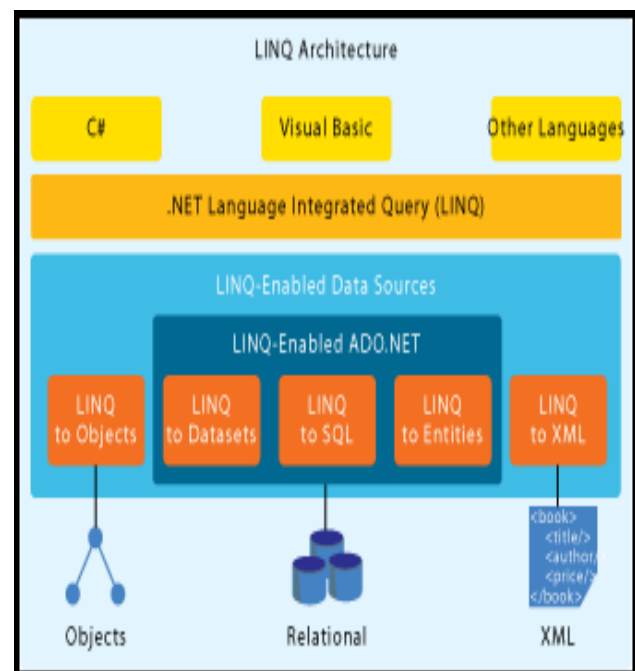 LINQ Architecture
C#
Visual Basic
Other Languages
.NET Language Integrated Query (LINQ)
LINQ-Enabled Data Sources
LINQ-Enabled ADO.NET
LINQ
to Objects
LINQ
to Datasets
LINQ
to SQL
LINQ
to Entities
LINQ
to XML
<book>
<title/>
<author/
<price/>
</book>
Objects
Relational
XML